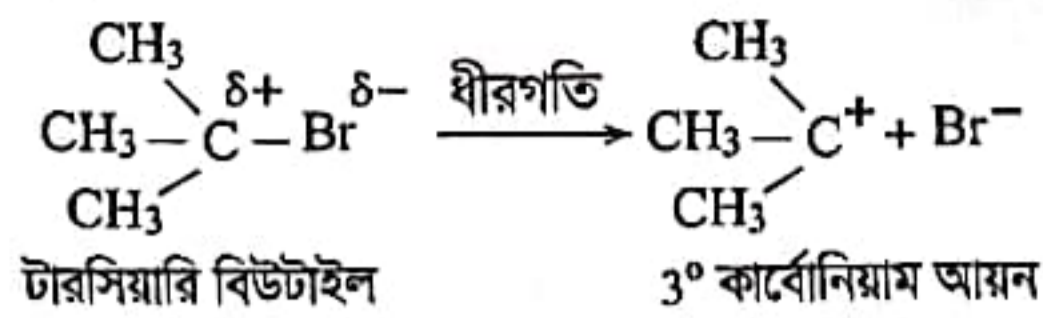 CH₃ CH₃
δ+ δ− ধীরগতি
CH₃ – C – Br → CH₃ – C⁺ + Br⁻
CH₃ CH₃
টারসিয়ারি বিউটাইল 3° কার্বোনিয়াম আয়ন